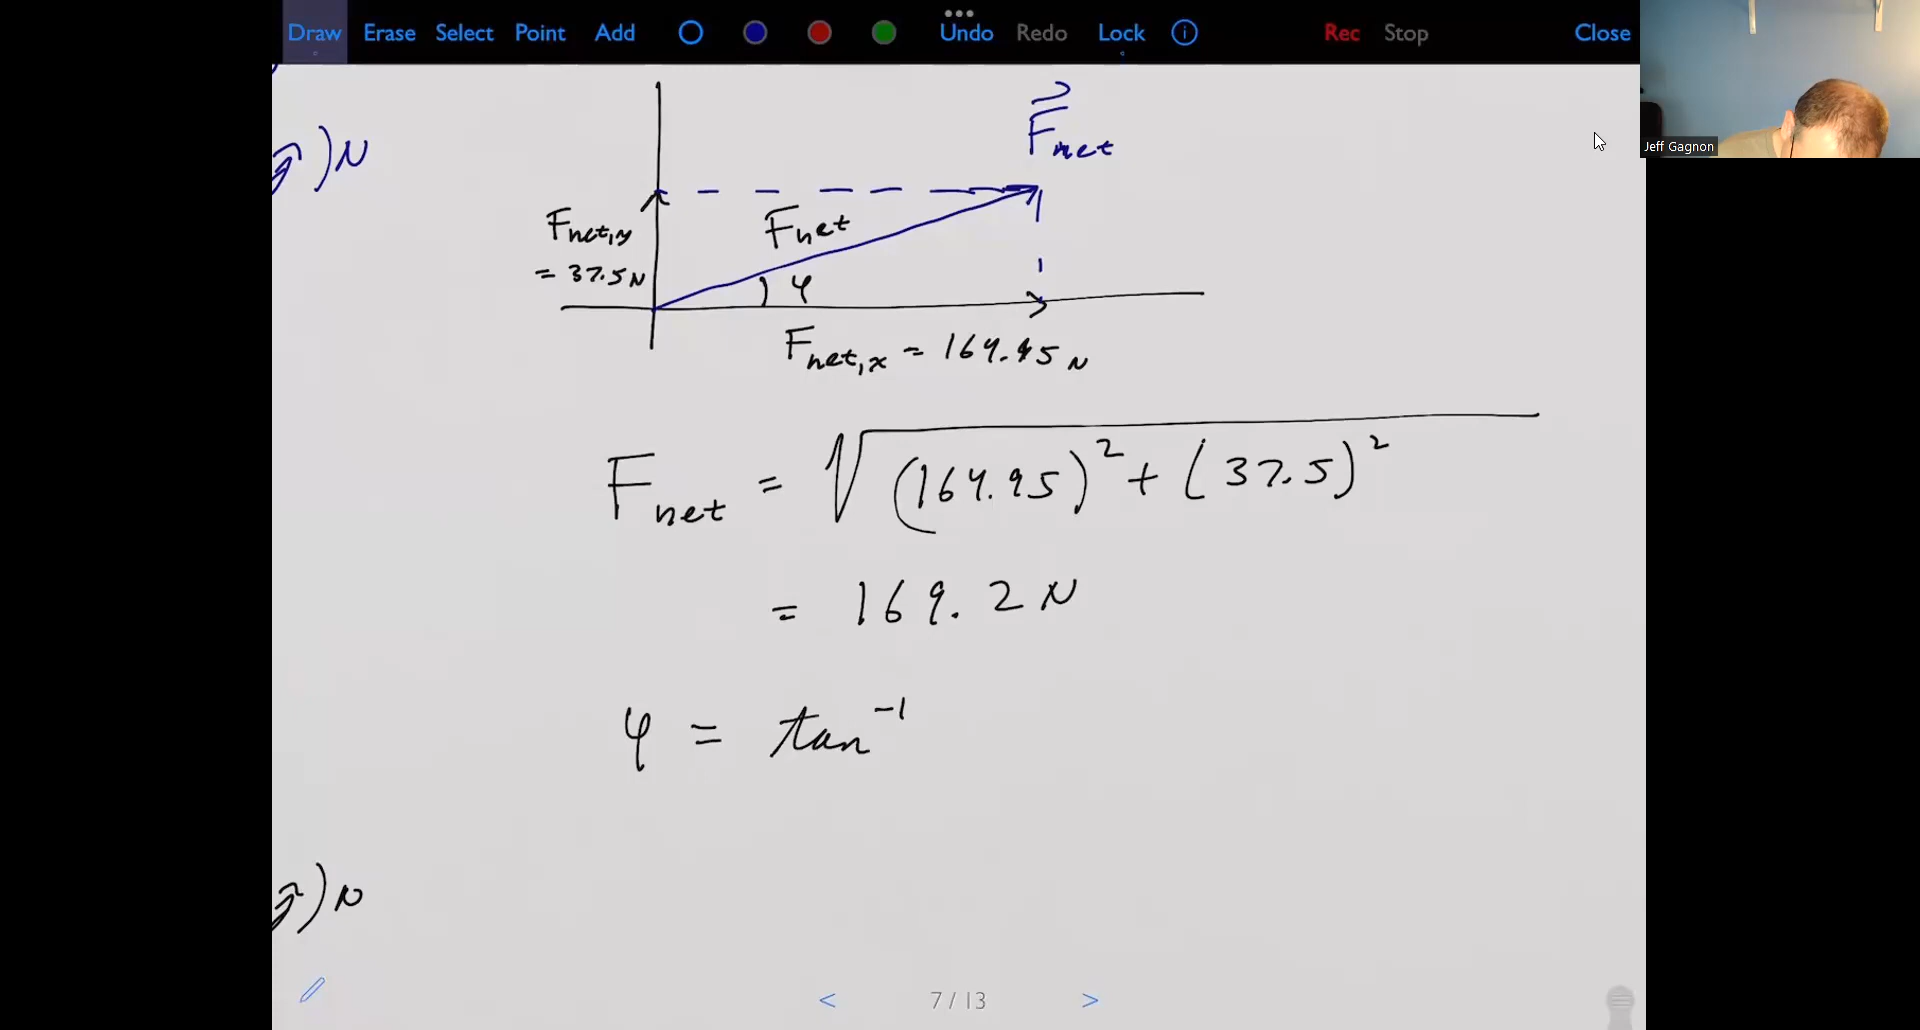 Draw Erase Select Point Add Undo Redo Lock Rec Stop Close
Jeff Gagnon
ĵ)N
F⃗net
Fnet,y
= 37.5 N
Fnet
φ
Fnet,x = 164.95 N
Fnet = √(164.95)² + (37.5)²
= 169.2 N
φ = tan⁻¹
ĵ)N
< 7 / 13 >